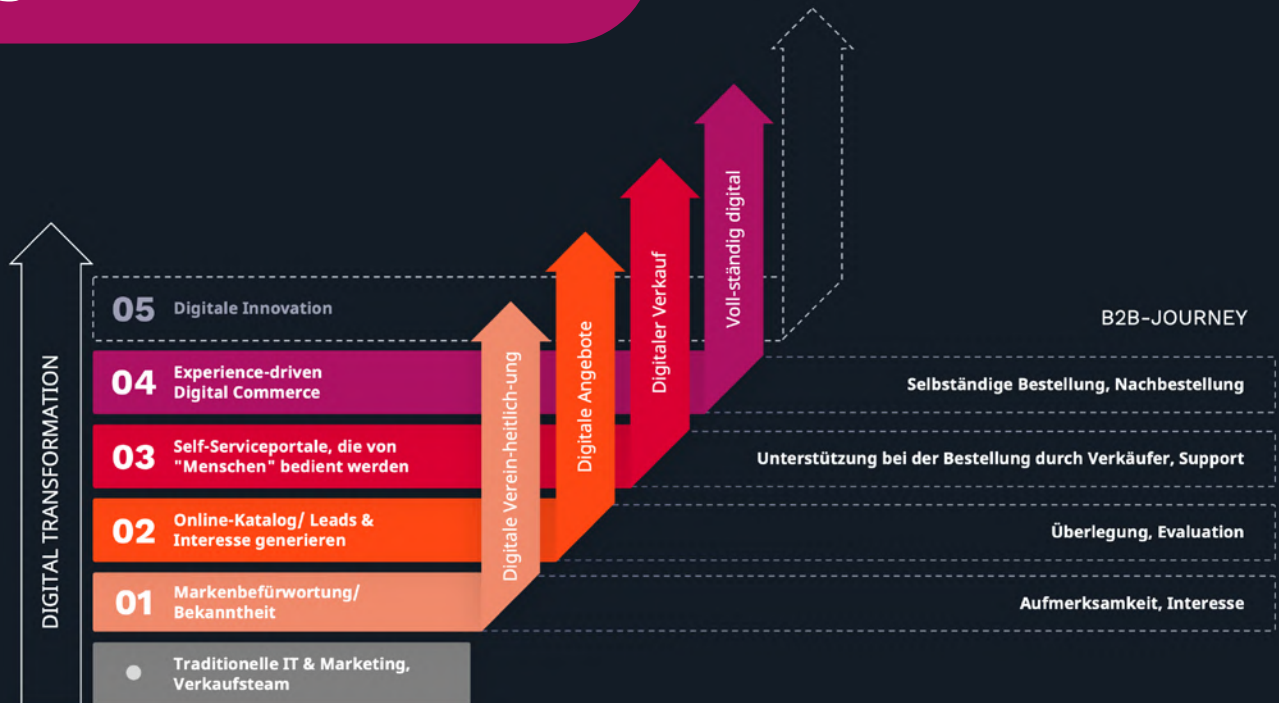 DIGITAL TRANSFORMATION
05 Digitale Innovation
04 Experience-driven
Digital Commerce
03 Self-Serviceportale, die von
"Menschen" bedient werden
02 Online-Katalog/ Leads &
Interesse generieren
01 Markenbefürwortung/
Bekanntheit
Traditionelle IT & Marketing,
Verkaufsteam
Digitale Verein-heitlich-ung
Digitale Angebote
Digitaler Verkauf
Voll-ständig digital
B2B-JOURNEY
Selbständige Bestellung, Nachbestellung
Unterstützung bei der Bestellung durch Verkäufer, Support
Überlegung, Evaluation
Aufmerksamkeit, Interesse